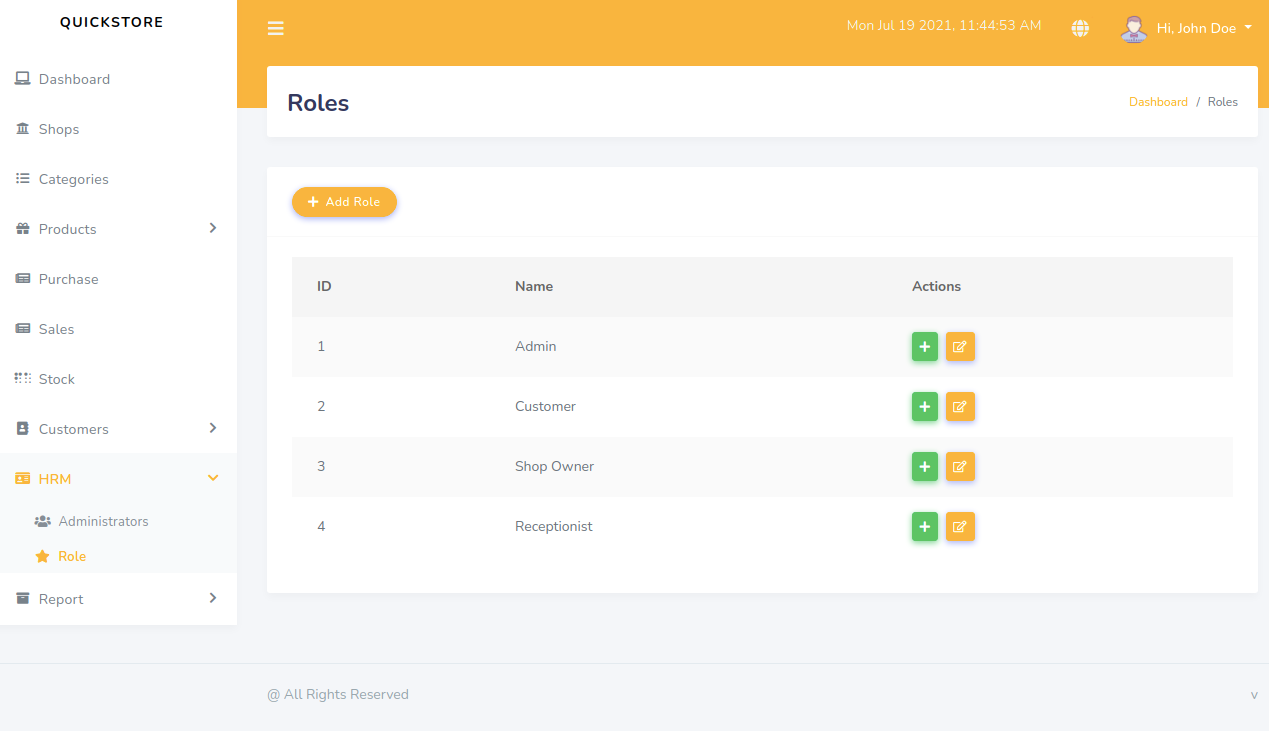 QUICKSTORE
Mon Jul 19 2021, 11:44:53 AM
Hi, John Doe
Dashboard
Shops
Categories
Products
Purchase
Sales
Stock
Customers
HRM
Administrators
Role
Report
Roles
Dashboard / Roles
Add Role
ID Name Actions
1 Admin
2 Customer
3 Shop Owner
4 Receptionist
@ All Rights Reserved
v